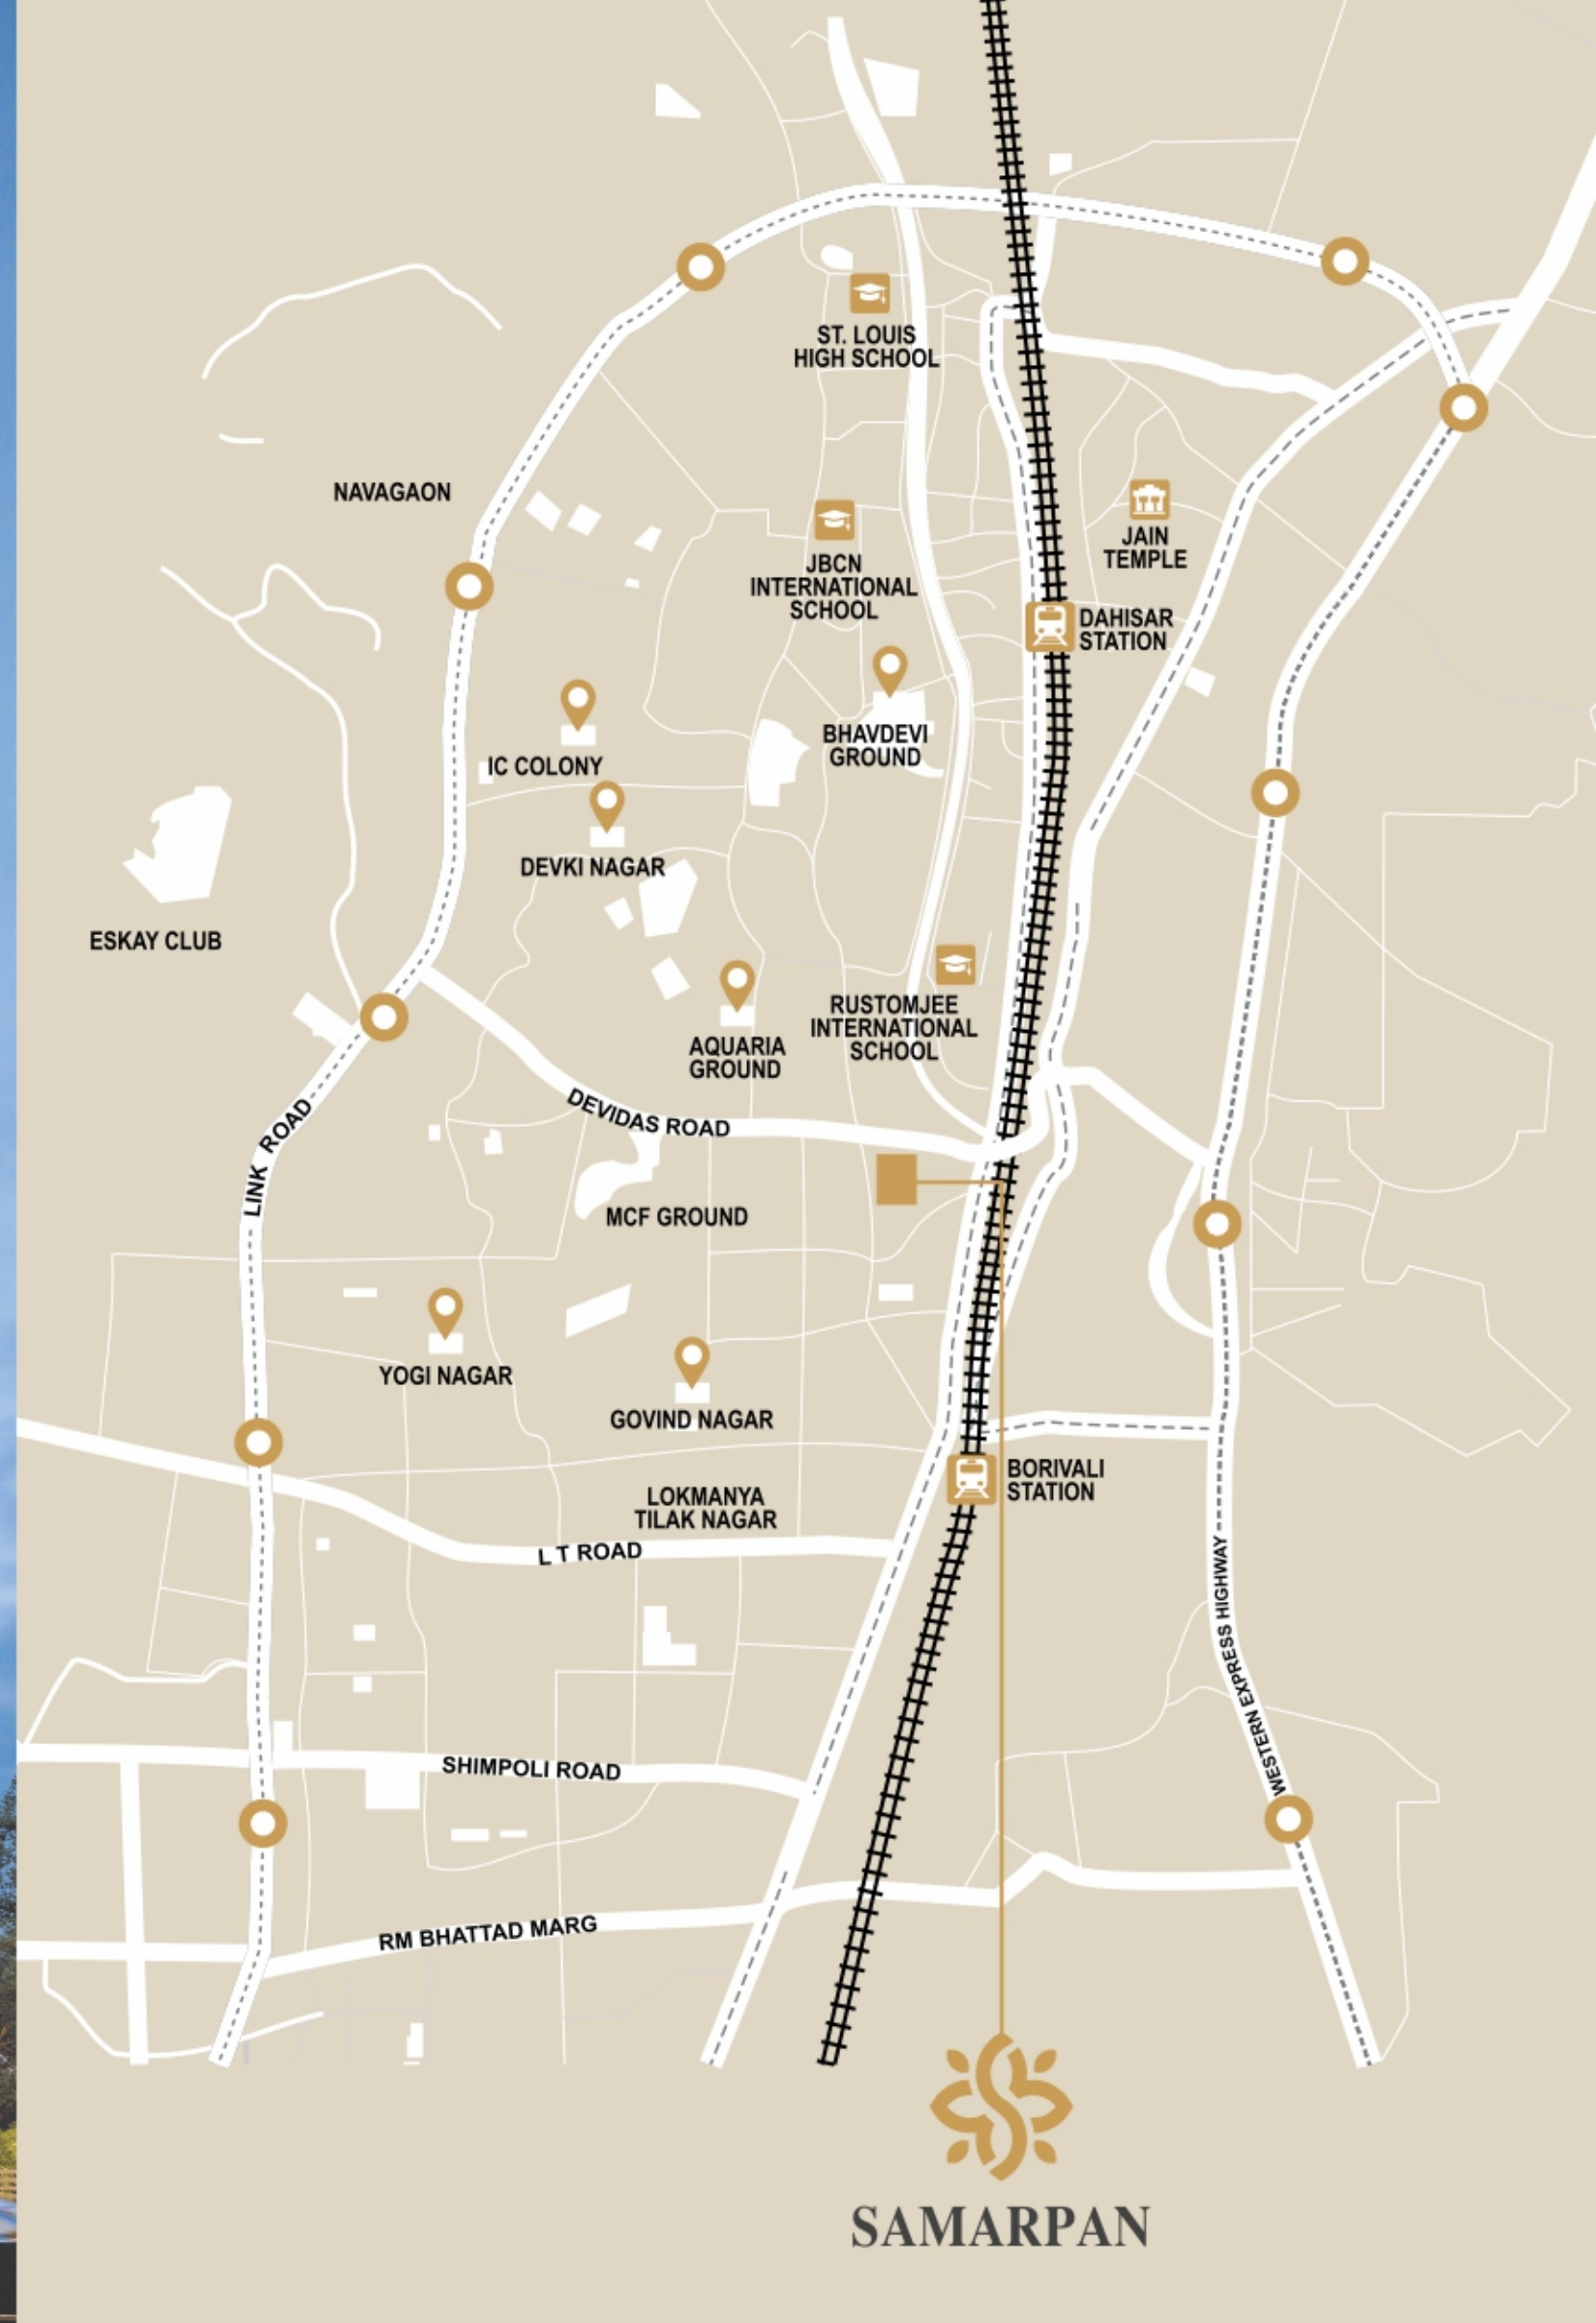 ST. LOUIS
HIGH SCHOOL
NAVAGAON
JBCN
INTERNATIONAL
SCHOOL
JAIN
TEMPLE
DAHISAR
STATION
BHAVDEVI
GROUND
IC COLONY
DEVKI NAGAR
ESKAY CLUB
RUSTOMJEE
INTERNATIONAL
SCHOOL
AQUARIA
GROUND
DEVIDAS ROAD
LINK ROAD
MCF GROUND
YOGI NAGAR
GOVIND NAGAR
BORIVALI
STATION
LOKMANYA
TILAK NAGAR
L T ROAD
WESTERN EXPRESS HIGHWAY
SHIMPOLI ROAD
RM BHATTAD MARG
SAMARPAN